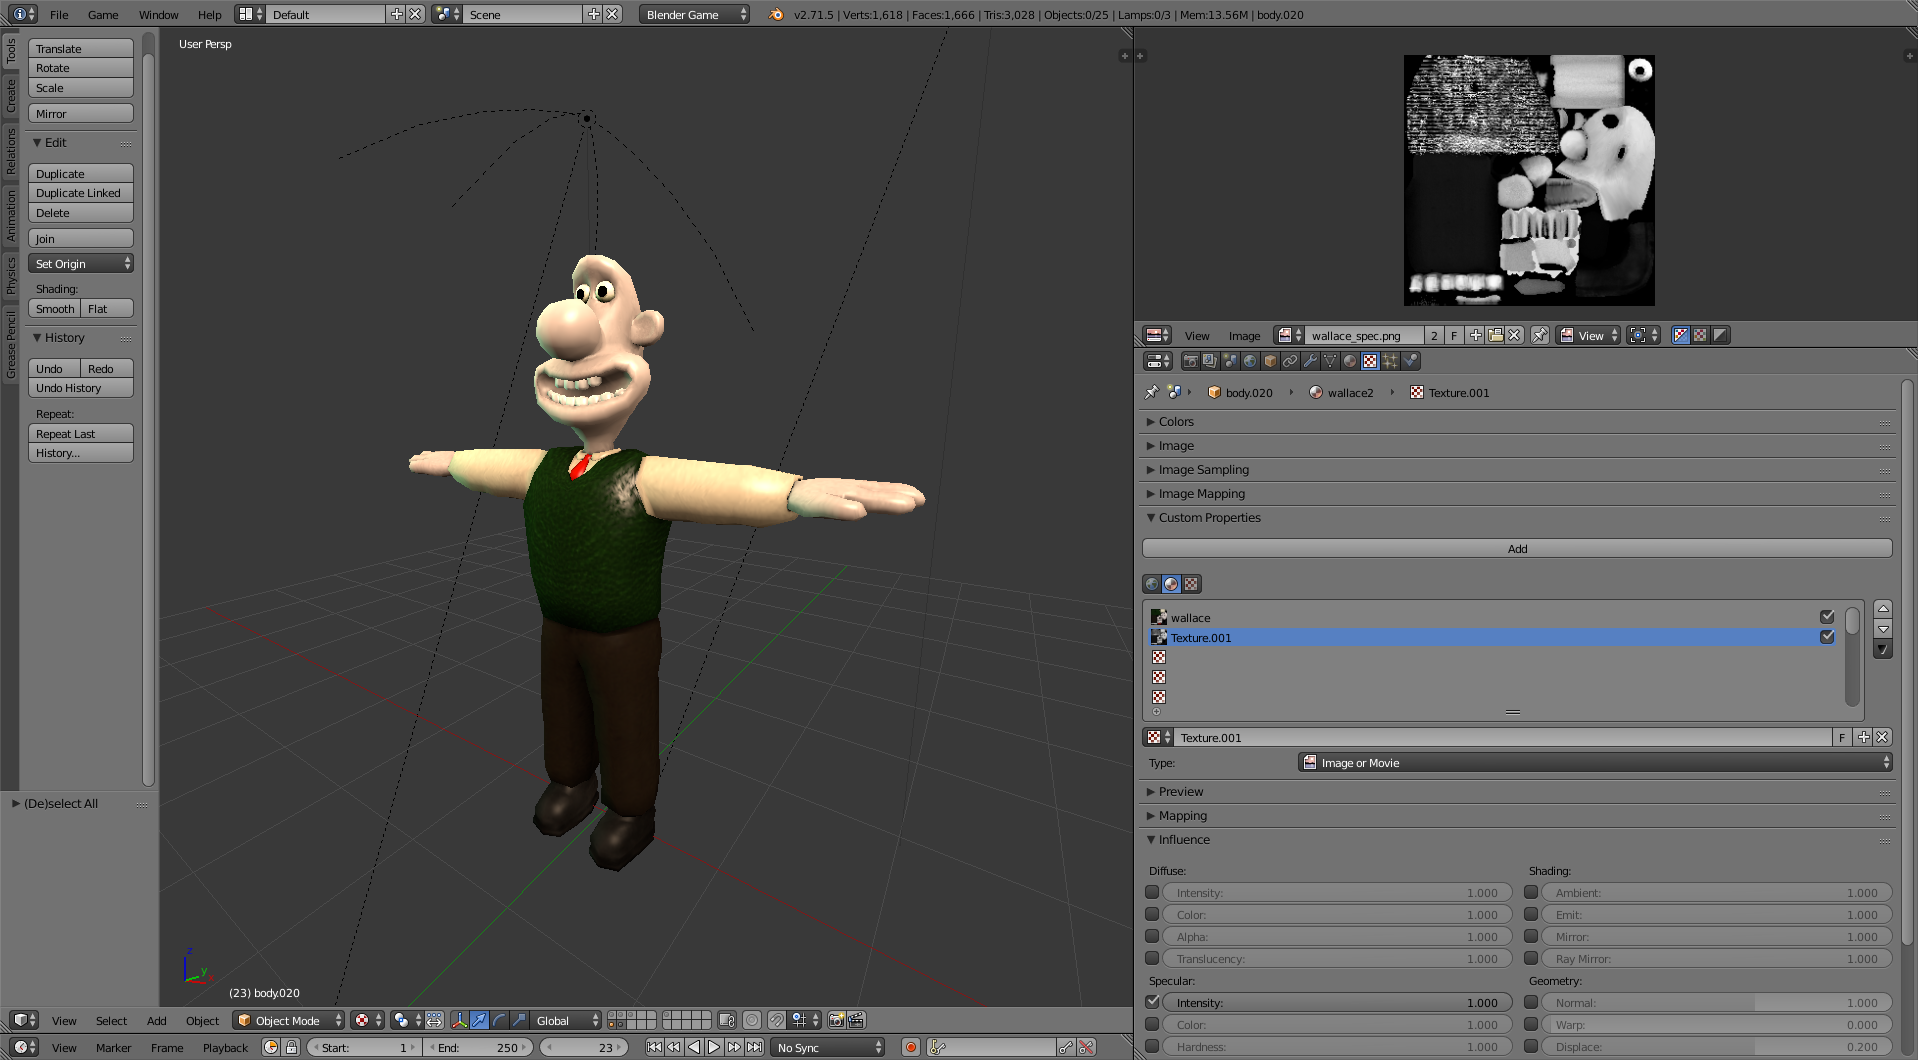 File Game Window Help Default Scene Blender Game v2.71.5 | Verts:1,618 | Faces:1,666 | Tris:3,028 | Objects:0/25 | Lamps:0/3 | Mem:13.56M | body.020
Tools
Create
Relations
Animation
Physics
Grease Pencil
Translate
Rotate
Scale
Mirror
Edit
Duplicate
Duplicate Linked
Delete
Join
Set Origin
Shading:
Smooth Flat
History
Undo Redo
Undo History
Repeat:
Repeat Last
History...
(De)select All
User Persp
z
y
x
(23) body.020
View Select Add Object Object Mode Global
View Marker Frame Playback Start: 1 End: 250 23 No Sync
View Image wallace_spec.png 2 F View
body.020 wallace2 Texture.001
Colors
Image
Image Sampling
Image Mapping
Custom Properties
Add
wallace
Texture.001
Texture.001 F
Type: Image or Movie
Preview
Mapping
Influence
Diffuse: Shading:
Intensity: 1.000 Ambient: 1.000
Color: 1.000 Emit: 1.000
Alpha: 1.000 Mirror: 1.000
Translucency: 1.000 Ray Mirror: 1.000
Specular: Geometry:
Intensity: 1.000 Normal: 1.000
Color: 1.000 Warp: 0.000
Hardness: 1.000 Displace: 0.200